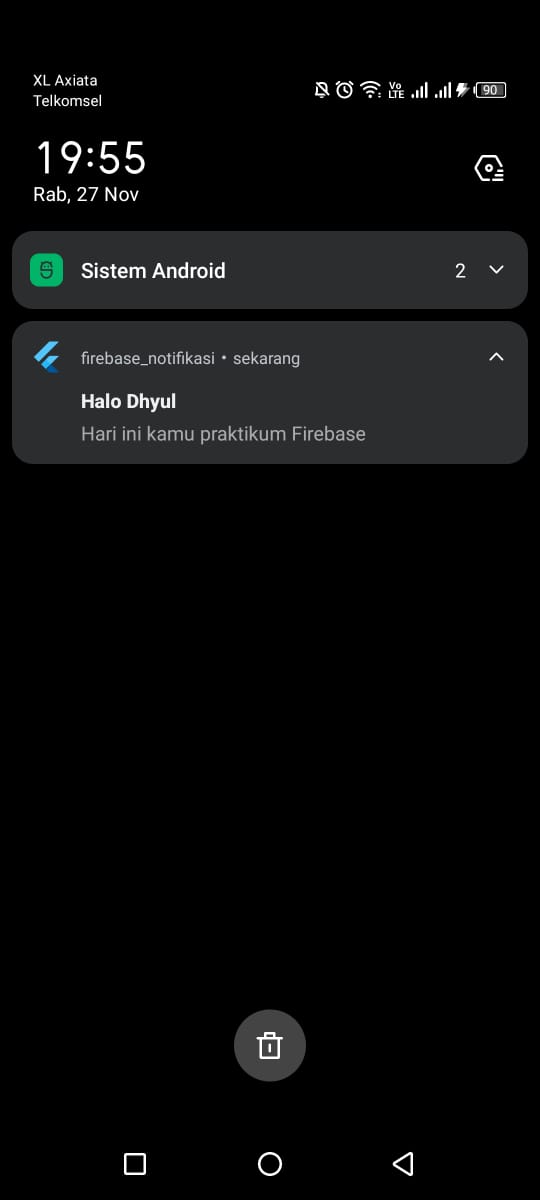 XL Axiata
Telkomsel
Vo
LTE
90
19:55
Rab, 27 Nov
Sistem Android 2
firebase_notifikasi • sekarang
Halo Dhyul
Hari ini kamu praktikum Firebase